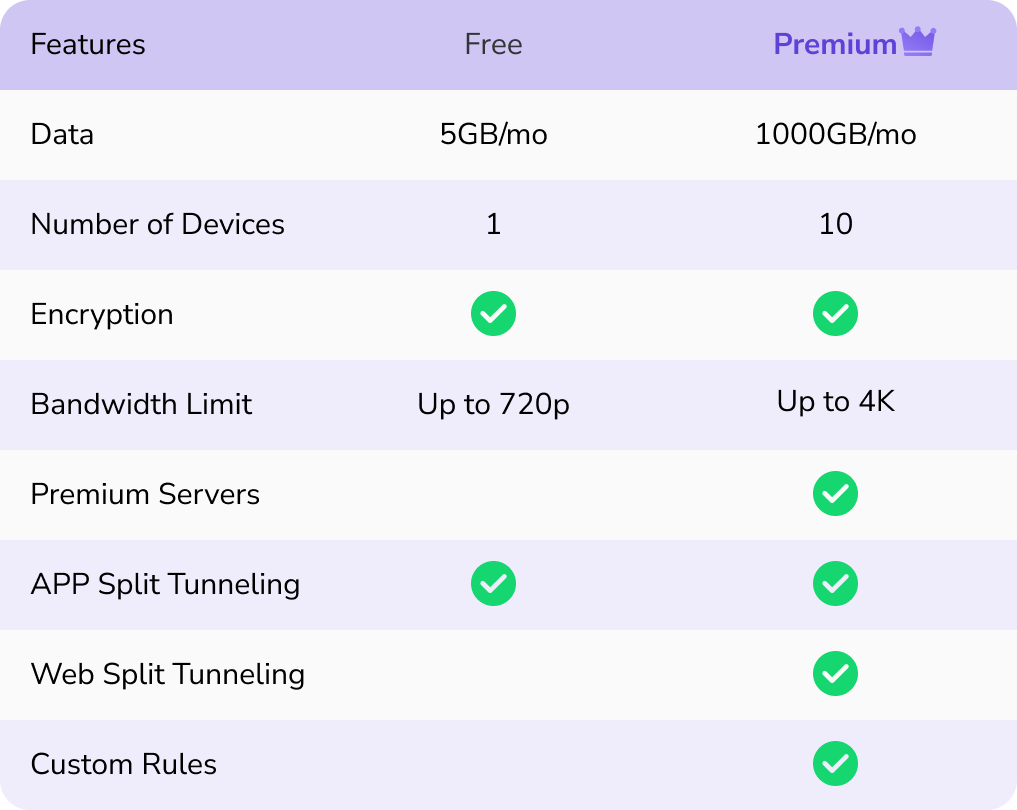 Features Free Premium
Data 5GB/mo 1000GB/mo
Number of Devices 1 10
Encryption
Bandwidth Limit Up to 720p Up to 4K
Premium Servers
APP Split Tunneling
Web Split Tunneling
Custom Rules